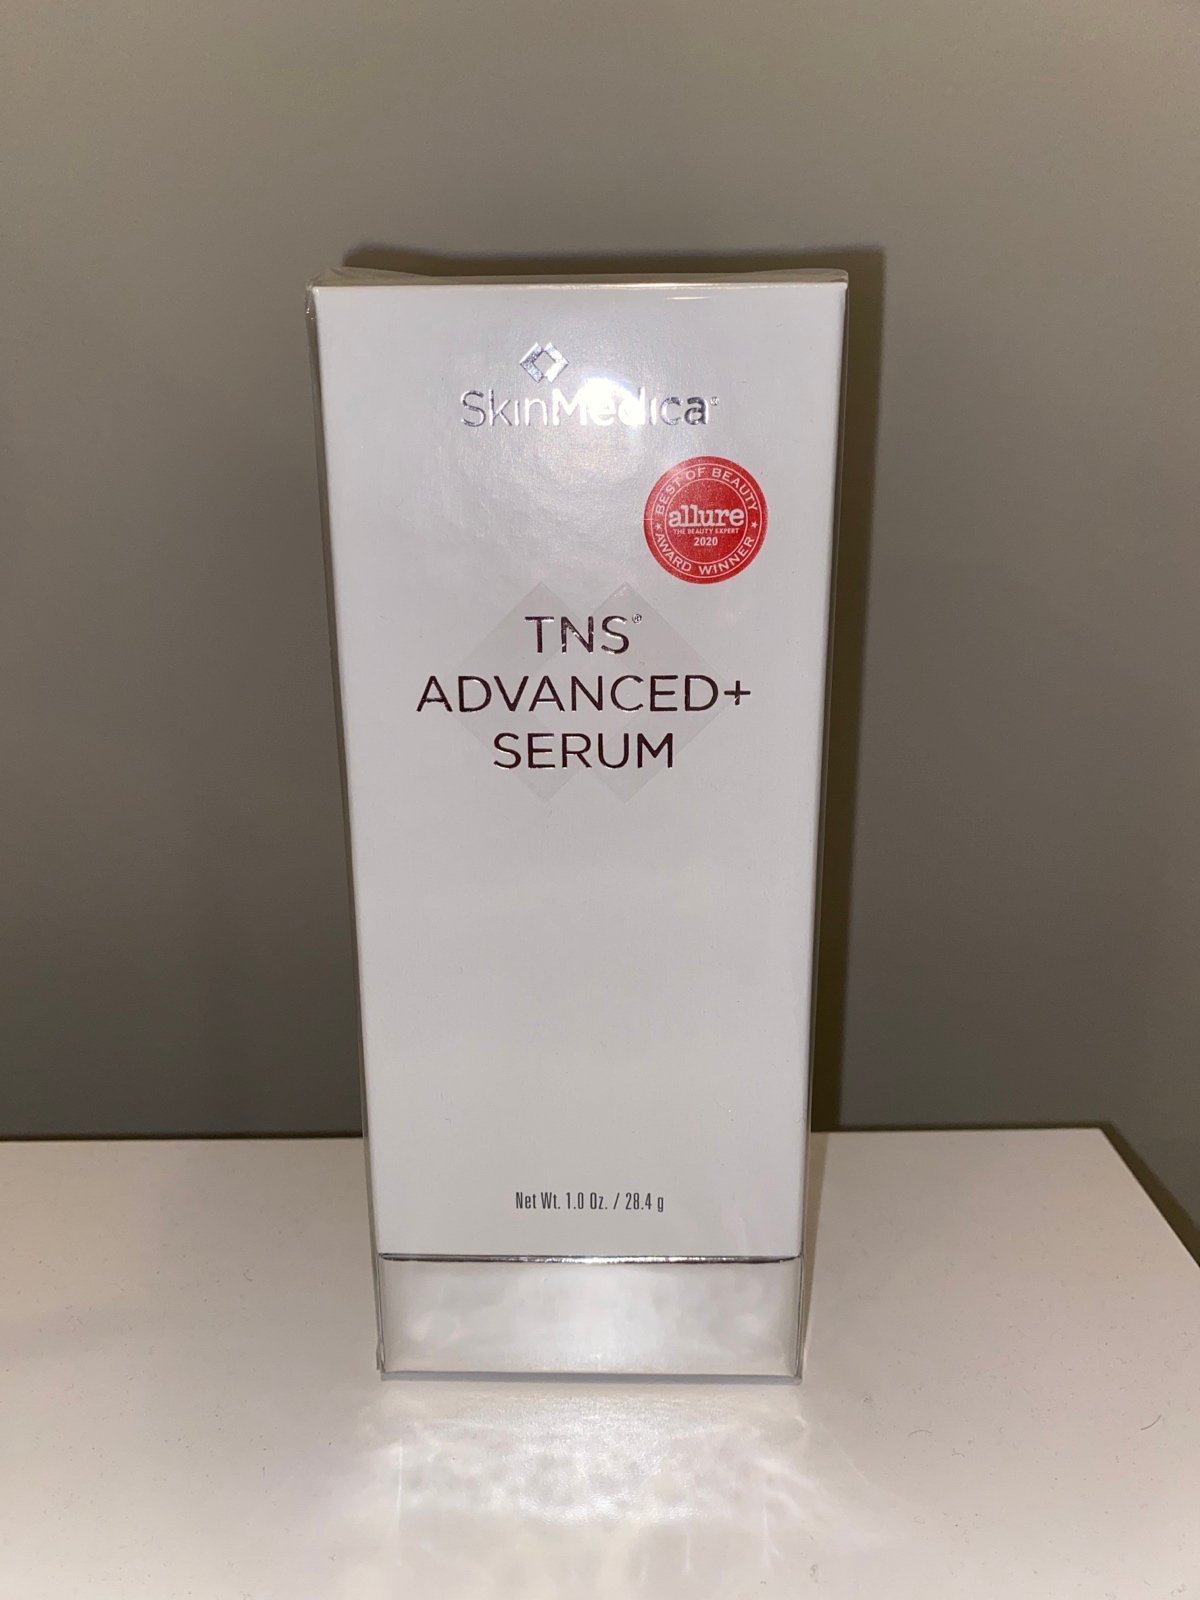 SkinMedica®
BEST OF BEAUTY
allure
THE BEAUTY EXPERT
2020
AWARD WINNER
TNS®
ADVANCED+
SERUM
Net Wt. 1.0 Oz. / 28.4 g